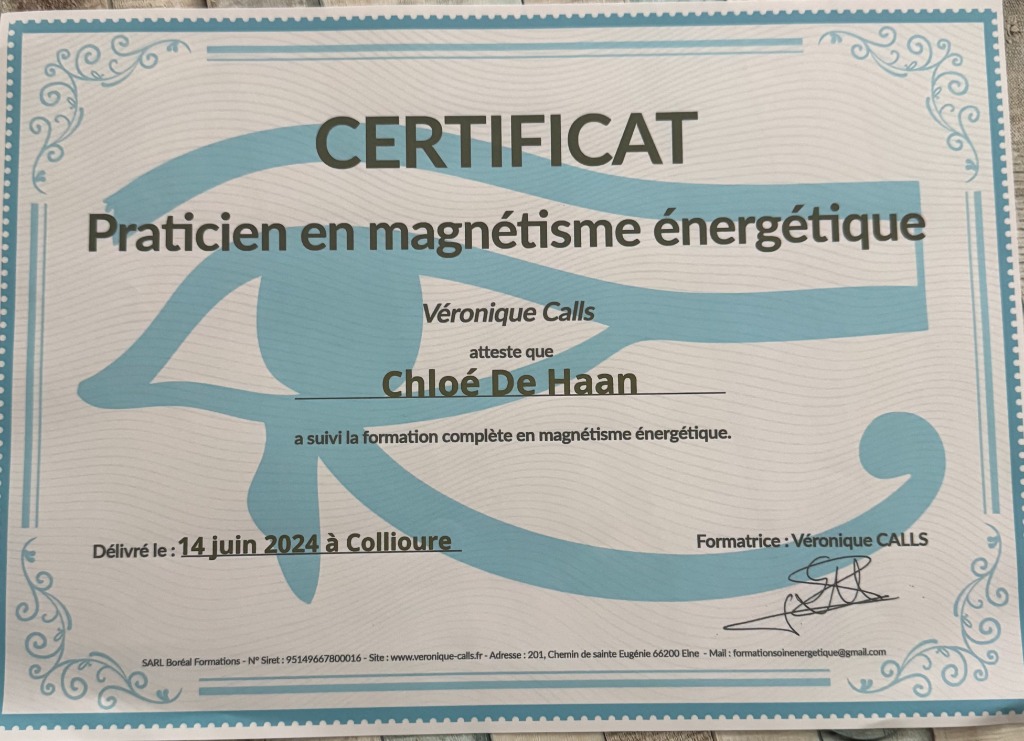 CERTIFICAT
Praticien en magnétisme énergétique
Véronique Calls
atteste que
Chloé De Haan
a suivi la formation complète en magnétisme énergétique.
Délivré le : 14 juin 2024 à Collioure
Formatrice : Véronique CALLS
SARL Boréal Formations - N° Siret : 95149667800016 - Site : www.veronique-calls.fr - Adresse : 201, Chemin de sainte Eugénie 66200 Elne - Mail : formationsoinenergetique@gmail.com